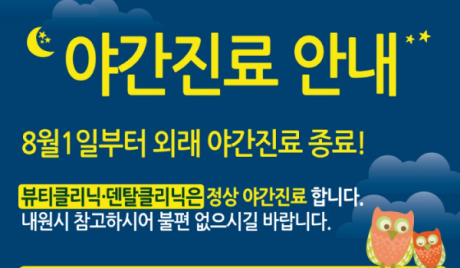 야간진료 안내
8월1일부터 외래 야간진료 종료!
뷰티클리닉·덴탈클리닉은 정상 야간진료 합니다.
내원시 참고하시어 불편 없으시길 바랍니다.